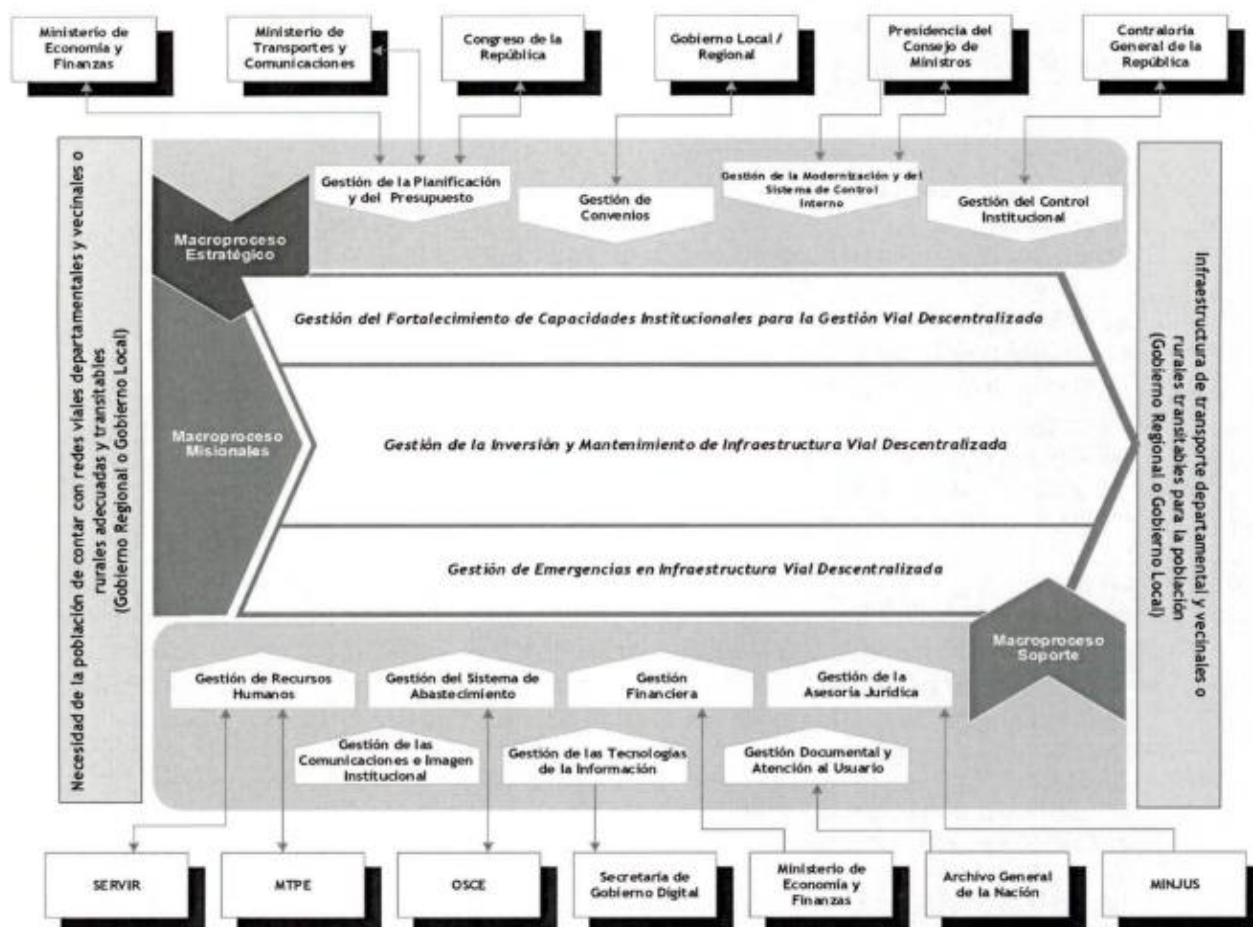 Ministerio de
Economía y
Finanzas
Ministerio de
Transportes y
Comunicaciones
Congreso de la
República
Gobierno Local /
Regional
Presidencia del
Consejo de
Ministros
Contraloría
General de la
República
Necesidad de la población de contar con redes viales departamentales y vecinales o
rurales adecuadas y transitables
(Gobierno Regional o Gobierno Local)
Macroproceso
Estratégico
Gestión de la Planificación
y del Presupuesto
Gestión de
Convenios
Gestión de la Modernización y del
Sistema de Control
Interno
Gestión del Control
Institucional
Macroproceso
Misionales
Gestión del Fortalecimiento de Capacidades Institucionales para la Gestión Vial Descentralizada
Gestión de la Inversión y Mantenimiento de Infraestructura Vial Descentralizada
Gestión de Emergencias en Infraestructura Vial Descentralizada
Infraestructura de transporte departamental y vecinales o
rurales transitables para la población
(Gobierno Regional o Gobierno Local)
Macroproceso
Soporte
Gestión de Recursos
Humanos
Gestión del Sistema de
Abastecimiento
Gestión
Financiera
Gestión de la
Asesoría Jurídica
Gestión de las
Comunicaciones e Imagen
Institucional
Gestión de las Tecnologías
de la Información
Gestión Documental y
Atención al Usuario
SERVIR
MTPE
OSCE
Secretaría de
Gobierno Digital
Ministerio de
Economía y
Finanzas
Archivo General
de la Nación
MINJUS